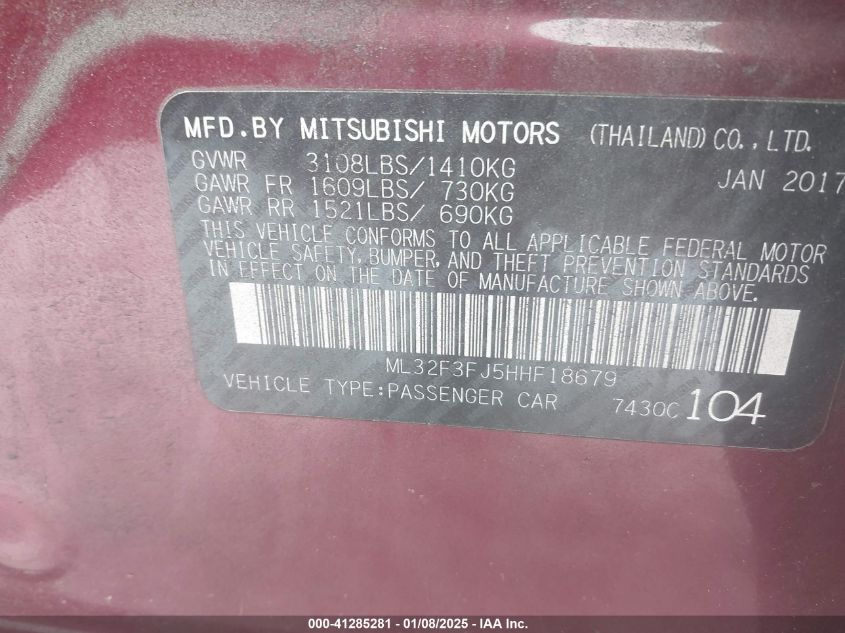 MFD.BY MITSUBISHI MOTORS (THAILAND) CO., LTD.
GVWR 3108LBS/1410KG JAN 2017
GAWR FR 1609LBS/ 730KG
GAWR RR 1521LBS/ 690KG
THIS VEHICLE CONFORMS TO ALL APPLICABLE FEDERAL MOTOR
VEHICLE SAFETY, BUMPER, AND THEFT PREVENTION STANDARDS
IN EFFECT ON THE DATE OF MANUFACTURE SHOWN ABOVE.
ML32F3FJ5HHF18679
VEHICLE TYPE:PASSENGER CAR 7430C 104
000-41285281 - 01/08/2025 - IAA, Inc.